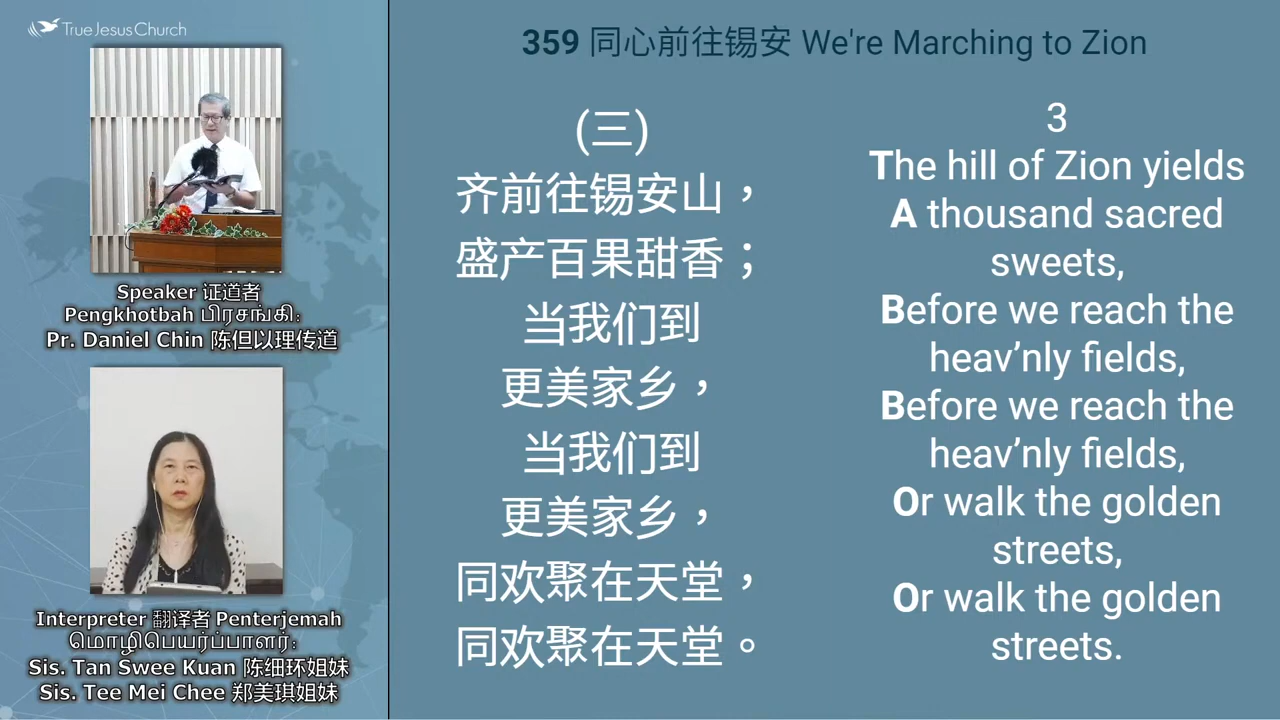 True Jesus Church
Speaker 证道者
Pengkhotbah பிரசங்கி:
Pr. Daniel Chin 陈但以理传道
Interpreter 翻译者 Penterjemah
மொழிபெயர்ப்பாளர்:
Sis. Tan Swee Kuan 陈细环姐妹
Sis. Tee Mei Chee 郑美琪姐妹
359 同心前往锡安 We're Marching to Zion
(三)
齐前往锡安山，
盛产百果甜香；
当我们到
更美家乡，
当我们到
更美家乡，
同欢聚在天堂，
同欢聚在天堂。
3
The hill of Zion yields
A thousand sacred
sweets,
Before we reach the
heav’nly fields,
Before we reach the
heav’nly fields,
Or walk the golden
streets,
Or walk the golden
streets.